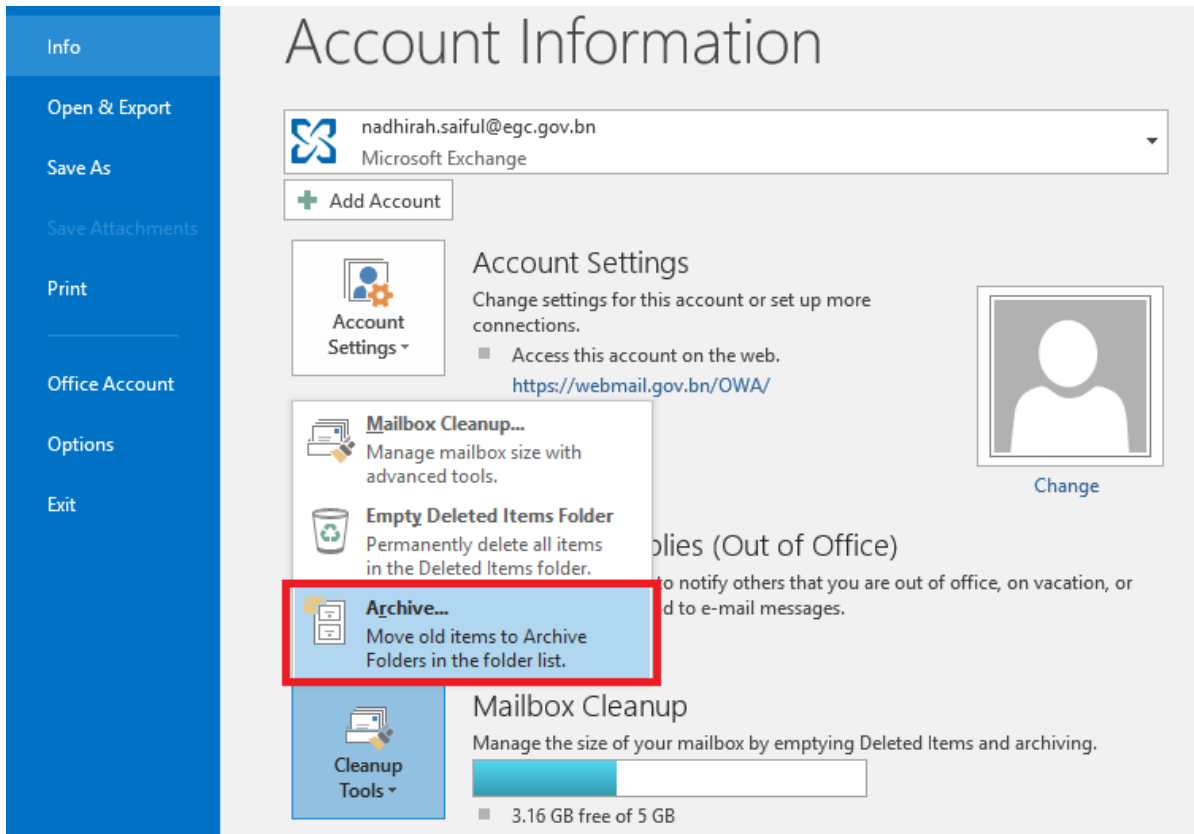 Info
Open & Export
Save As
Save Attachments
Print
Office Account
Options
Exit
Account Information
nadhirah.saiful@egc.gov.bn
Microsoft Exchange
Add Account
Account
Settings
Account Settings
Change settings for this account or set up more
connections.
Access this account on the web.
https://webmail.gov.bn/OWA/
Change
Mailbox Cleanup...
Manage mailbox size with
advanced tools.
Empty Deleted Items Folder
Permanently delete all items
in the Deleted Items folder.
Archive...
Move old items to Archive
Folders in the folder list.
plies (Out of Office)
to notify others that you are out of office, on vacation, or
d to e-mail messages.
Cleanup
Tools
Mailbox Cleanup
Manage the size of your mailbox by emptying Deleted Items and archiving.
3.16 GB free of 5 GB